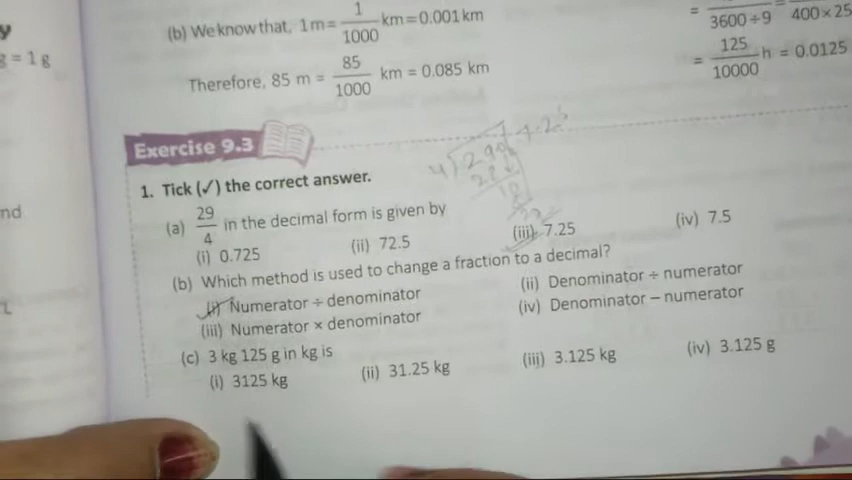 y
g = 1 g
nd
(b) We know that, 1 m = 1/1000 km = 0.001 km
Therefore, 85 m = 85/1000 km = 0.085 km
= 3600 ÷ 9 400 × 25
= 125/10000 h = 0.0125
Exercise 9.3
1. Tick (✓) the correct answer.
(a) 29/4 in the decimal form is given by
(i) 0.725 (ii) 72.5 (iii) 7.25 (iv) 7.5
(b) Which method is used to change a fraction to a decimal?
(i) Numerator ÷ denominator (ii) Denominator ÷ numerator
(iii) Numerator × denominator (iv) Denominator – numerator
(c) 3 kg 125 g in kg is
(i) 3125 kg (ii) 31.25 kg (iii) 3.125 kg (iv) 3.125 g